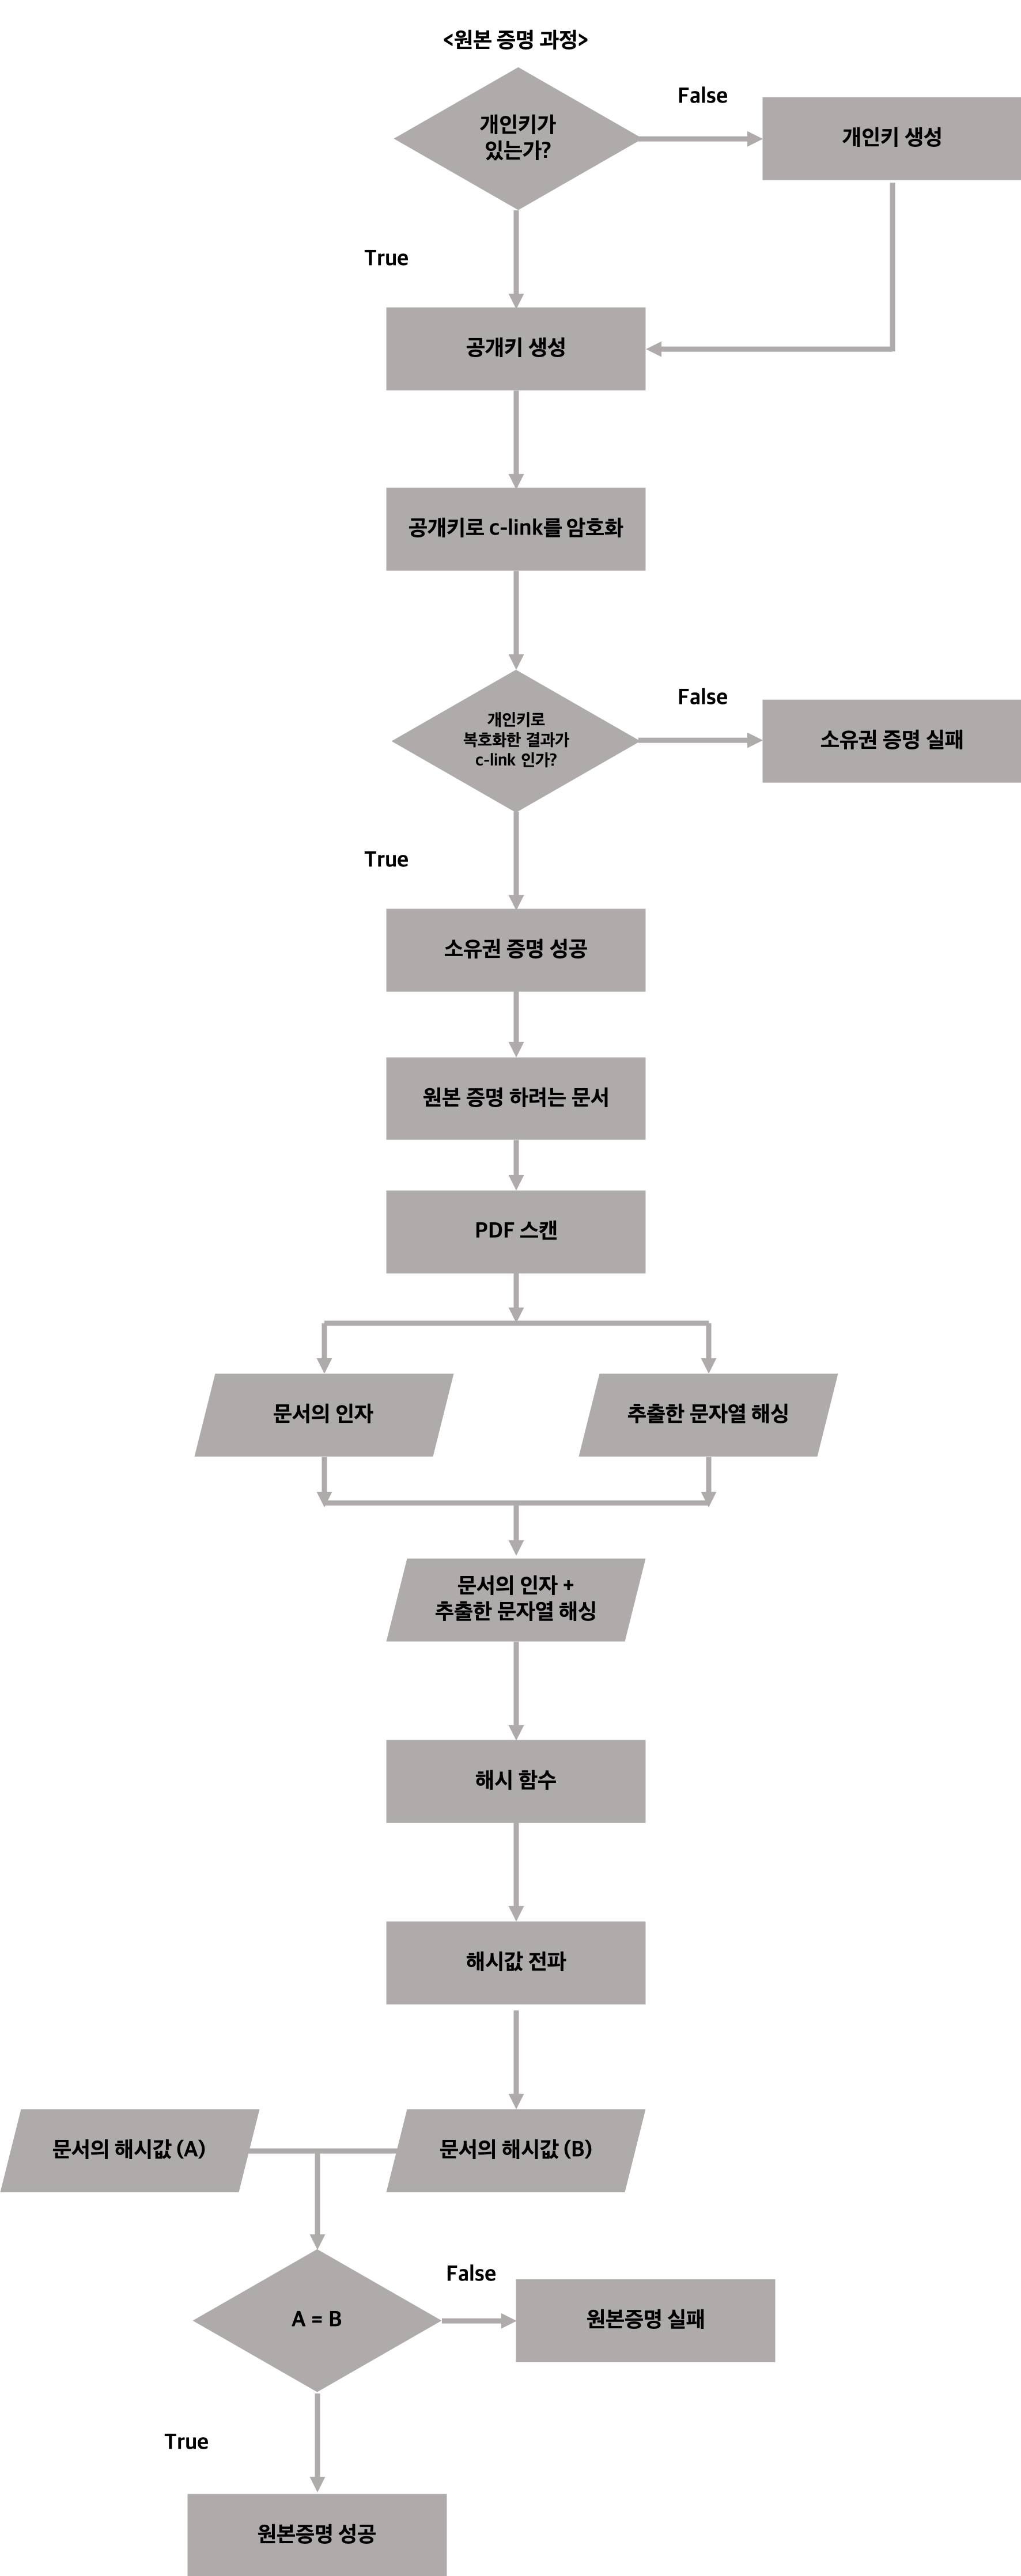 <원본 증명 과정>
개인키가
있는가?
False
개인키 생성
True
공개키 생성
공개키로 c-link를 암호화
개인키로
복호화한 결과가
c-link 인가?
False
소유권 증명 실패
True
소유권 증명 성공
원본 증명 하려는 문서
PDF 스캔
문서의 인자
추출한 문자열 해싱
문서의 인자 +
추출한 문자열 해싱
해시 함수
해시값 전파
문서의 해시값 (A)
문서의 해시값 (B)
A = B
False
원본증명 실패
True
원본증명 성공